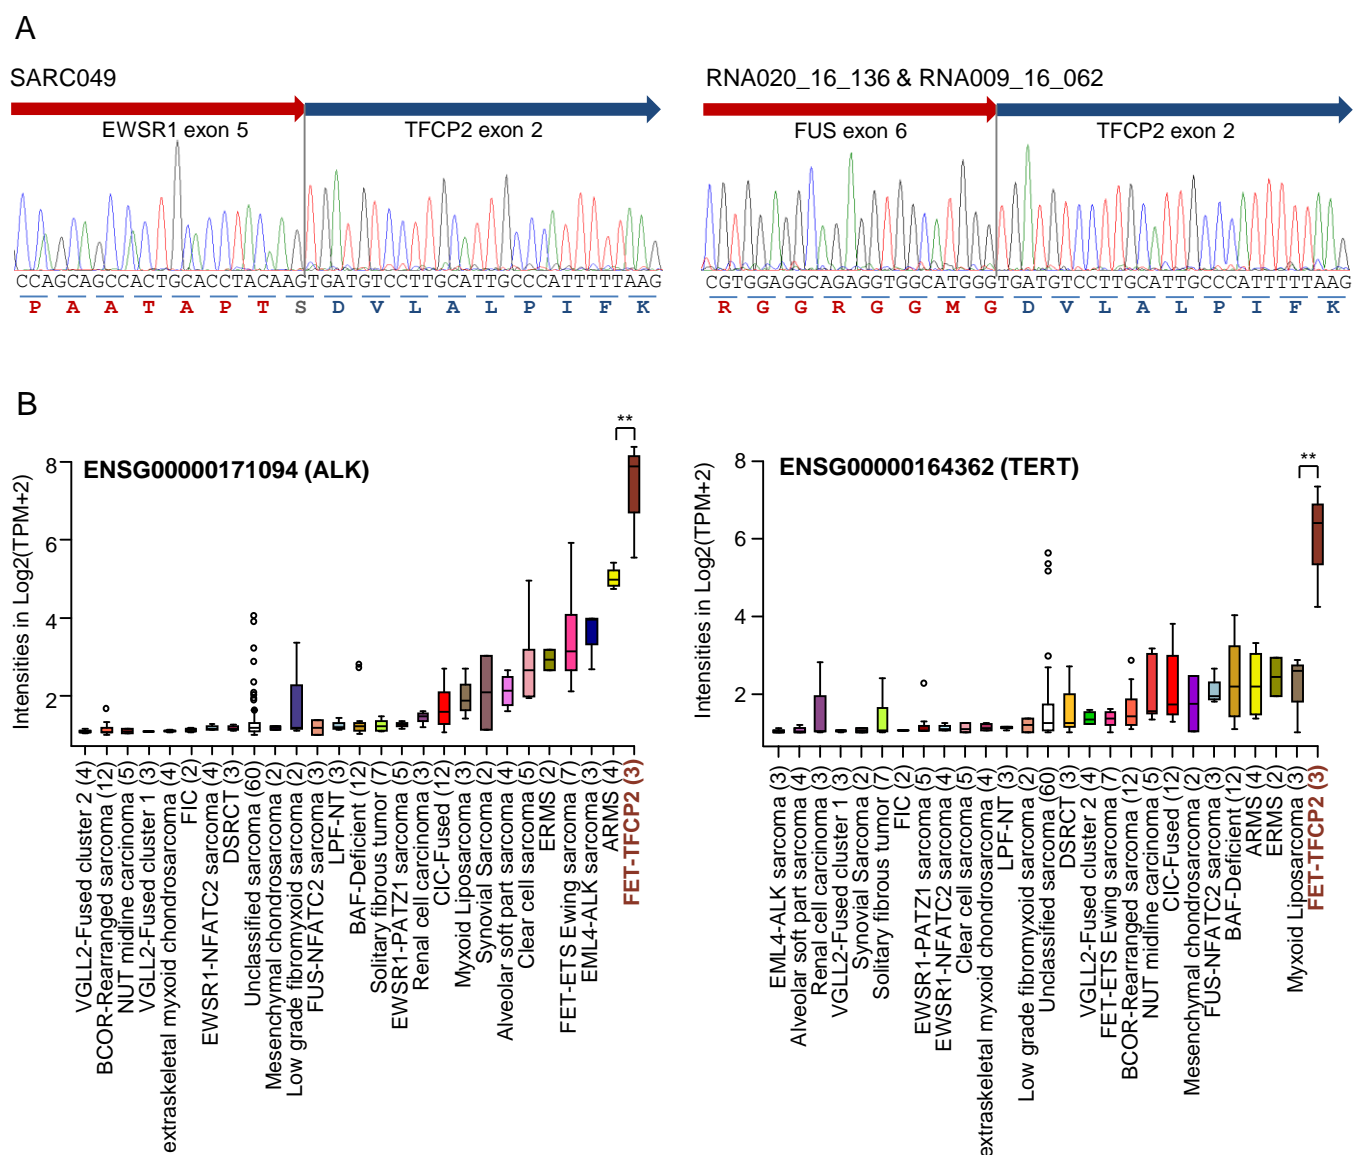 A
SARC049
EWSR1 exon 5
TFCP2 exon 2
CCAGCAGCCACTGCACCTACAAGTGATGTCCTTGCATTGCCCATTTTTAAG
P A A T A P T S D V L A L P I F K
RNA020_16_136 & RNA009_16_062
FUS exon 6
TFCP2 exon 2
CGTGGAGGCAGAGGTGGCATGGGTGATGTCCTTGCATTGCCCATTTTTAAG
R G G R G G M G D V L A L P I F K
B
ENSG00000171094 (ALK)
Intensities in Log2(TPM+2)
8
6
4
2
**
VGLL2-Fused cluster 2 (4)
BCOR-Rearranged sarcoma (12)
NUT midline carcinoma (5)
VGLL2-Fused cluster 1 (3)
extraskeletal myxoid chondrosarcoma (4)
FIC (2)
EWSR1-NFATC2 sarcoma (4)
DSRCT (3)
Unclassified sarcoma (60)
Mesenchymal chondrosarcoma (2)
Low grade fibromyxoid sarcoma (2)
FUS-NFATC2 sarcoma (3)
LPF-NT (3)
BAF-Deficient (12)
Solitary fibrous tumor (7)
EWSR1-PATZ1 sarcoma (5)
Renal cell carcinoma (3)
CIC-Fused (12)
Myxoid Liposarcoma (3)
Synovial Sarcoma (2)
Alveolar soft part sarcoma (4)
Clear cell sarcoma (5)
ERMS (2)
FET-ETS Ewing sarcoma (7)
EML4-ALK sarcoma (3)
ARMS (4)
FET-TFCP2 (3)
ENSG00000164362 (TERT)
Intensities in Log2(TPM+2)
8
6
4
2
**
EML4-ALK sarcoma (3)
Alveolar soft part sarcoma (4)
Renal cell carcinoma (3)
VGLL2-Fused cluster 1 (3)
Synovial Sarcoma (2)
Solitary fibrous tumor (7)
FIC (2)
EWSR1-PATZ1 sarcoma (5)
EWSR1-NFATC2 sarcoma (4)
Clear cell sarcoma (5)
extraskeletal myxoid chondrosarcoma (4)
LPF-NT (3)
Low grade fibromyxoid sarcoma (2)
Unclassified sarcoma (60)
DSRCT (3)
VGLL2-Fused cluster 2 (4)
FET-ETS Ewing sarcoma (7)
BCOR-Rearranged sarcoma (12)
NUT midline carcinoma (5)
CIC-Fused (12)
Mesenchymal chondrosarcoma (2)
FUS-NFATC2 sarcoma (3)
BAF-Deficient (12)
ARMS (4)
ERMS (2)
Myxoid Liposarcoma (3)
FET-TFCP2 (3)